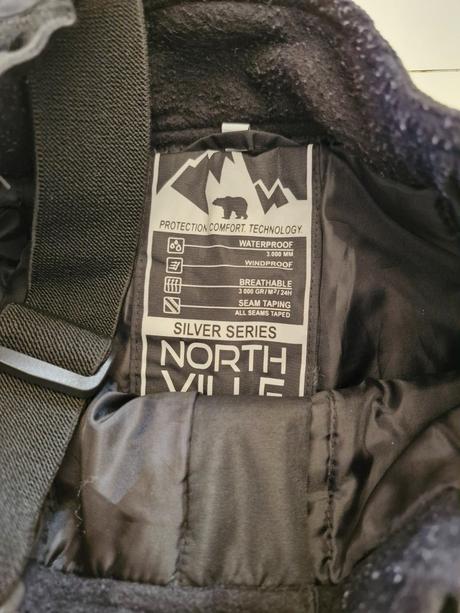 PROTECTION. COMFORT. TECHNOLOGY.
WATERPROOF
3.000 MM
WINDPROOF
BREATHABLE
3 000 GR/M²/24H
SEAM TAPING
ALL SEAMS TAPED
SILVER SERIES
NORTH
VILLE